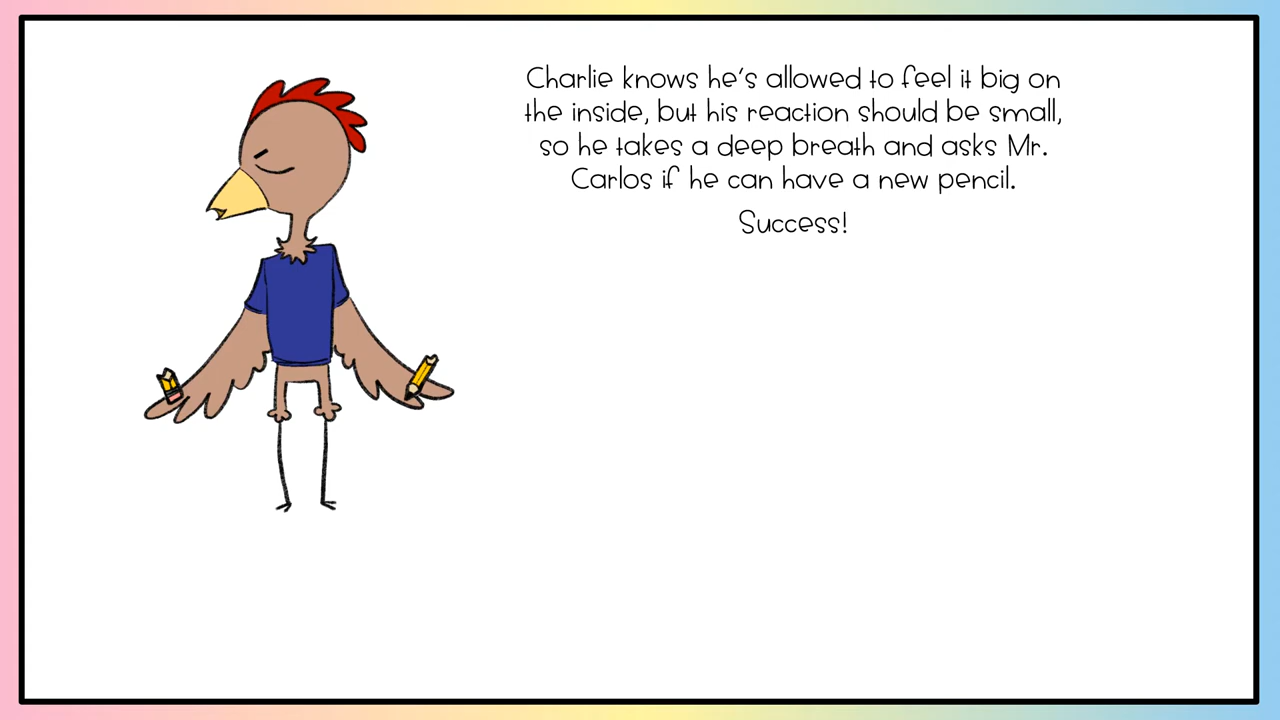 Charlie knows he's allowed to feel it big on
the inside, but his reaction should be small,
so he takes a deep breath and asks Mr.
Carlos if he can have a new pencil.
Success!